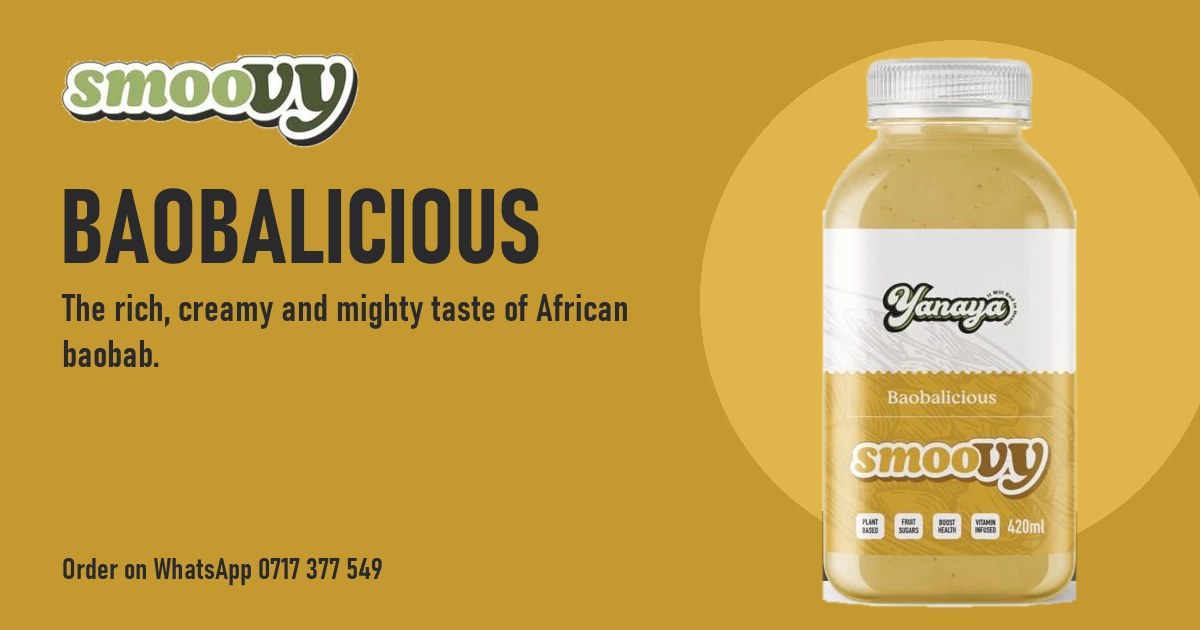 smoovy
BAOBALICIOUS
The rich, creamy and mighty taste of African
baobab.
Order on WhatsApp 0717 377 549
Yanaya
Baobalicious
smoovy
PLANT
BASED
FRUIT
SUGARS
BOOST
HEALTH
VITAMIN
INFUSED
420ml